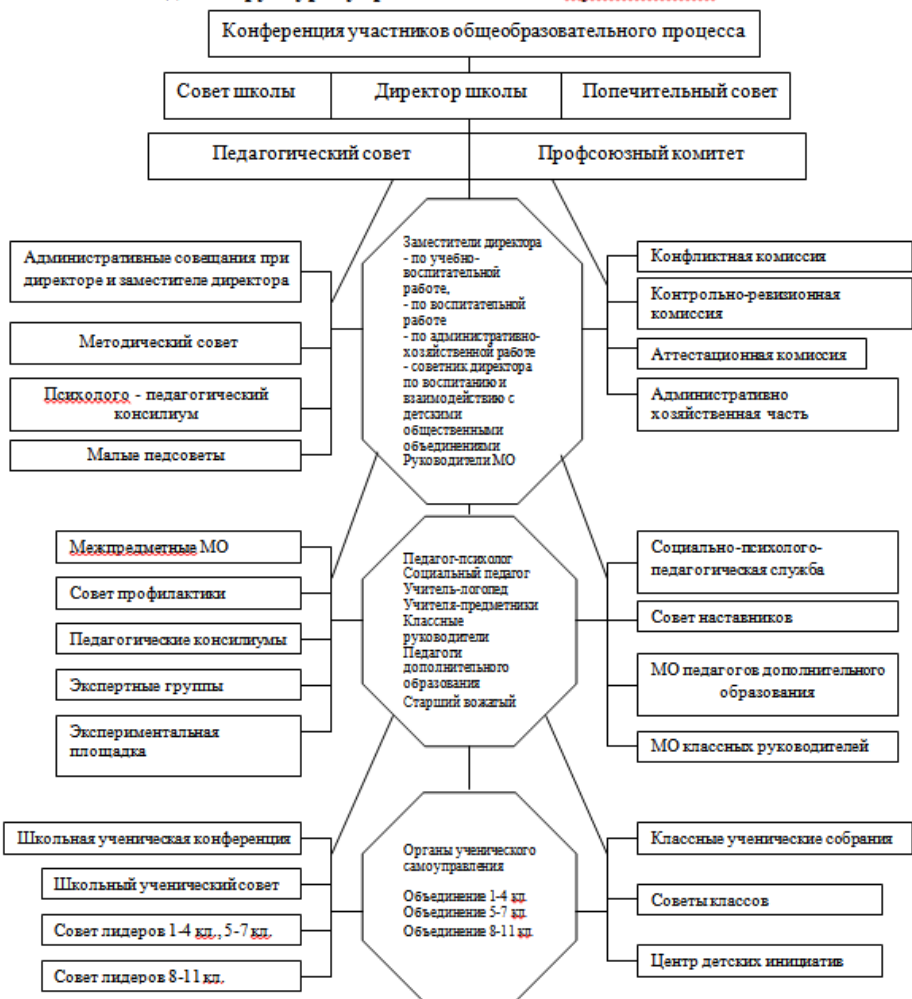 Конференция участников общеобразовательного процесса
Совет школы
Директор школы
Попечительный совет
Педагогический совет
Профсоюзный комитет
Заместители директора
- по учебно-
воспитательной
работе,
- по воспитательной
работе
- по административно-
хозяйственной работе
- советник директора
по воспитанию и
взаимодействию с
детскими
общественными
объединениями
Руководители МО
Административные совещания при
директоре и заместителе директора
Методический совет
Психолого - педагогический
консилиум
Малые педсоветы
Конфликтная комиссия
Контрольно-ревизионная
комиссия
Аттестационная комиссия
Административно
хозяйственная часть
Педагог-психолог
Социальный педагог
Учитель-логопед
Учителя-предметники
Классные
руководители
Педагоги
дополнительного
образования
Старший вожатый
Межпредметные МО
Совет профилактики
Педагогические консилиумы
Экспертные группы
Экспериментальная
площадка
Социально-психолого-
педагогическая служба
Совет наставников
МО педагогов дополнительного
образования
МО классных руководителей
Органы ученического
самоуправления
Объединение 1-4 кл.
Объединение 5-7 кл.
Объединение 8-11 кл.
Школьная ученическая конференция
Школьный ученический совет
Совет лидеров 1-4 кл., 5-7 кл.
Совет лидеров 8-11 кл.
Классные ученические собрания
Советы классов
Центр детских инициатив